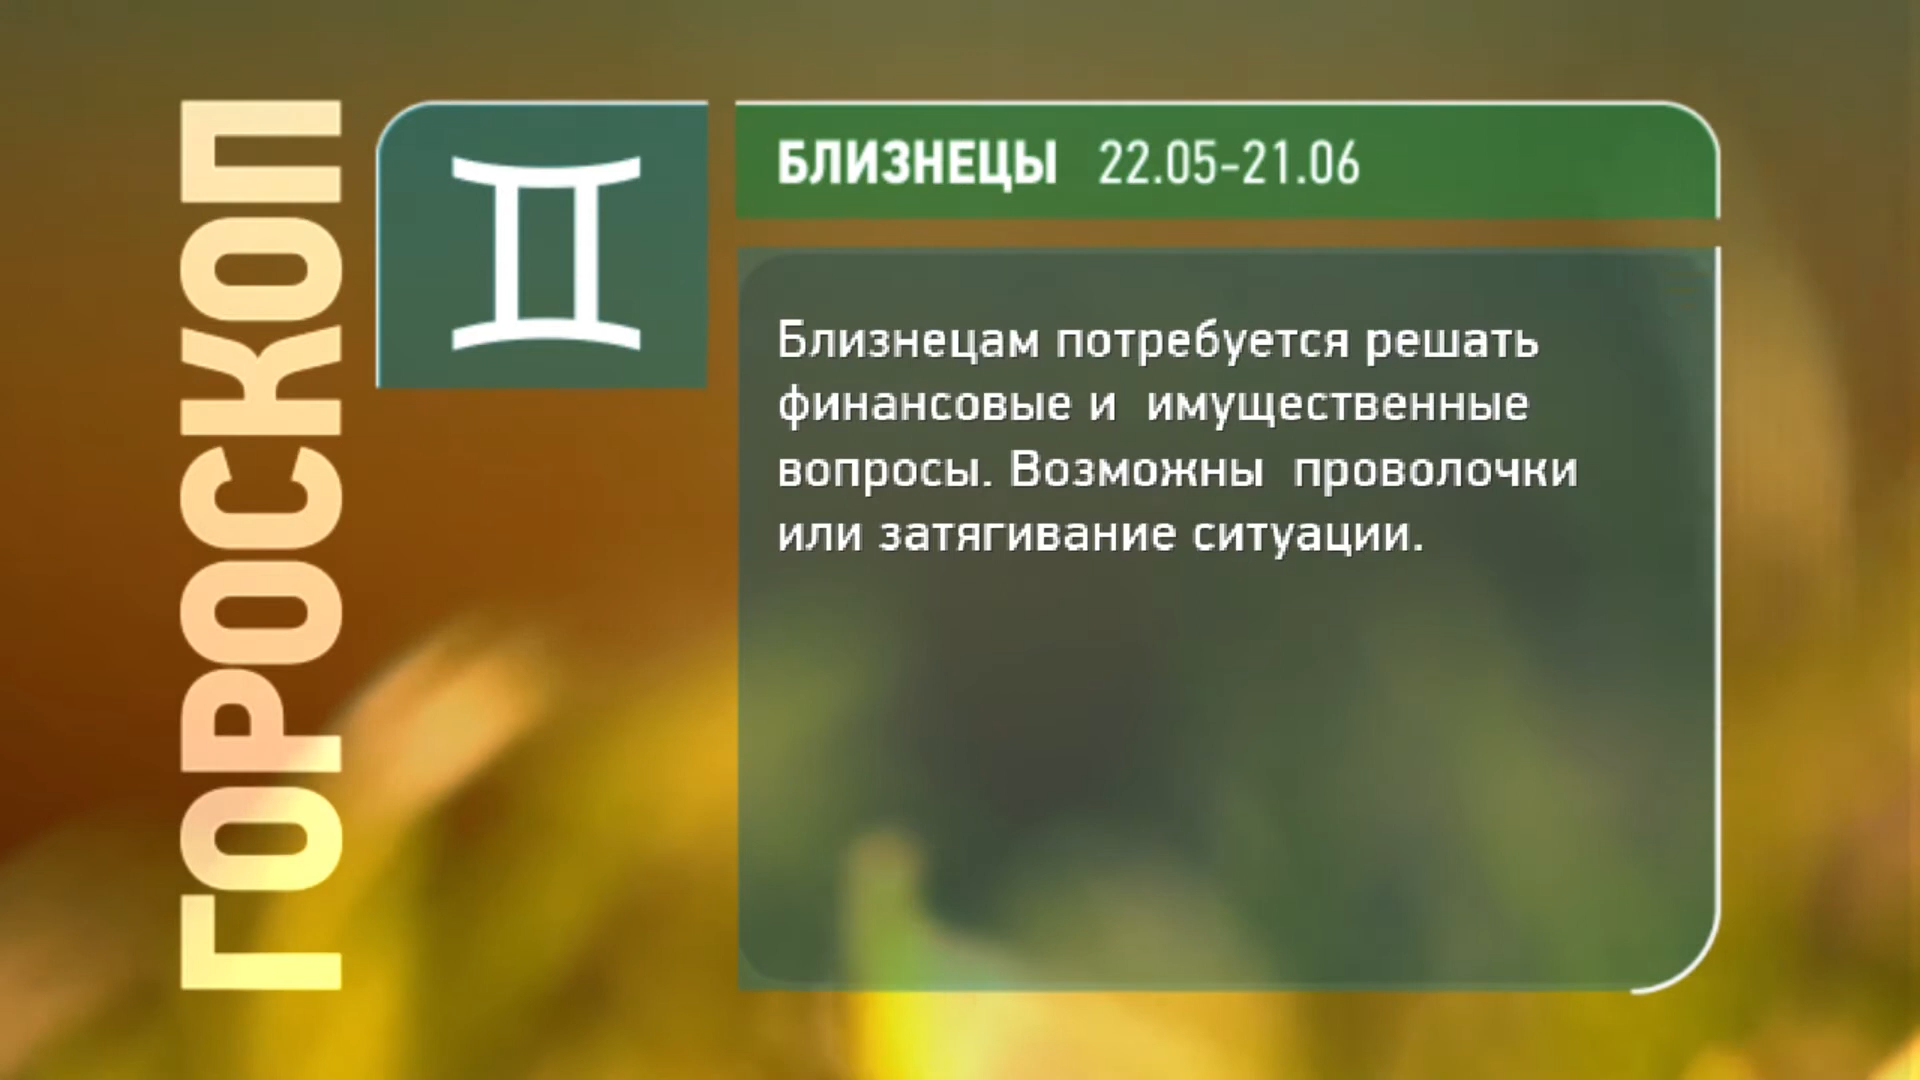 ГОРОСКОП
БЛИЗНЕЦЫ 22.05-21.06
Близнецам потребуется решать
финансовые и имущественные
вопросы. Возможны проволочки
или затягивание ситуации.